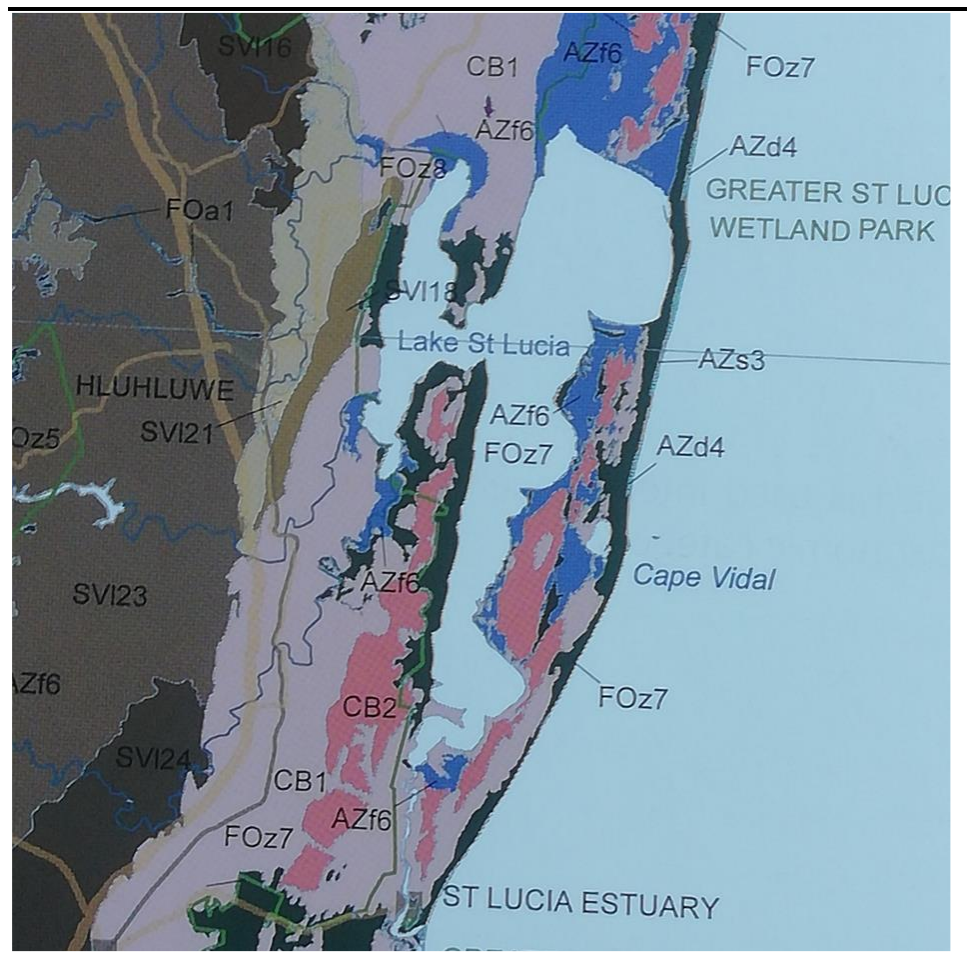 SVl16
AZf6
CB1
FOz7
AZf6
AZd4
FOz8
GREATER ST LUC
FOa1
WETLAND PARK
SVl18
Lake St Lucia
AZs3
HLUHLUWE
AZf6
SVl21
Oz5
FOz7
AZd4
AZf6
Cape Vidal
SVl23
AZf6
FOz7
CB2
SVl24
CB1
AZf6
FOz7
ST LUCIA ESTUARY